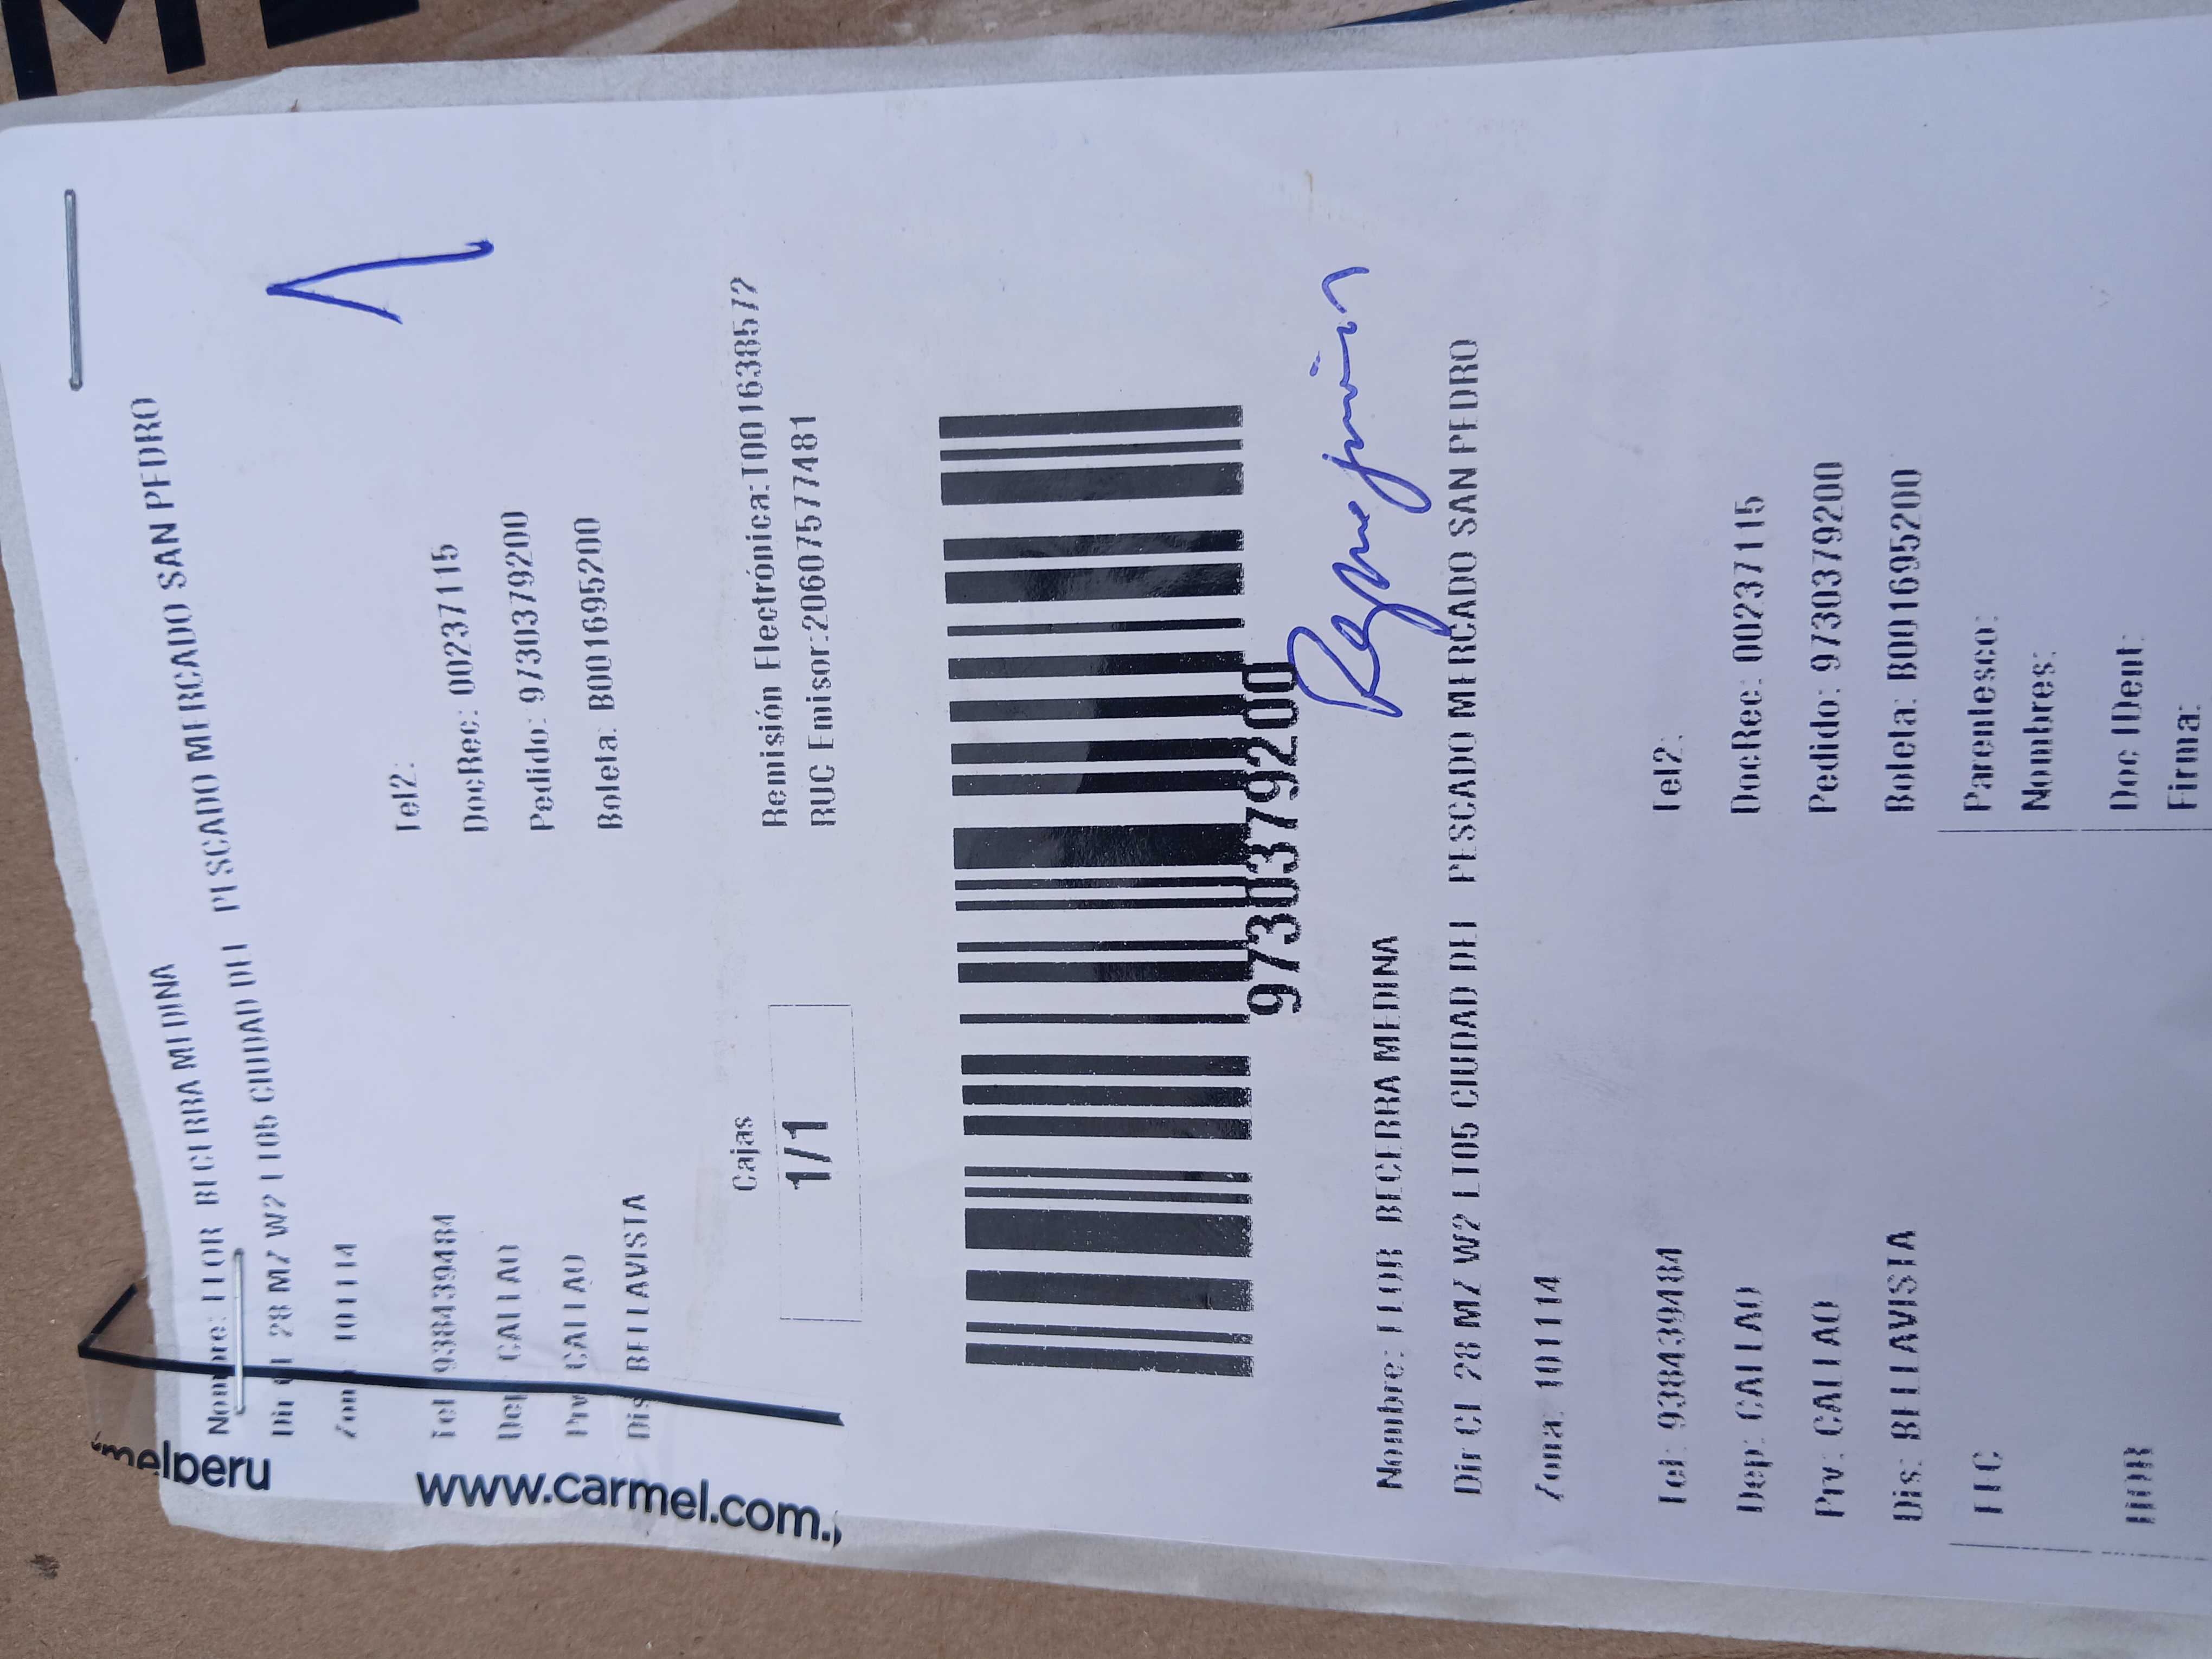 Nombre: FLOR BECERRA MEDINA
Dir CL 28 MZ W2 LT05 CIUDAD DEL PESCADO MERCADO SAN PEDRO
Zona: 101114
Tel: 938439484 Tel2:
DocRec: 00237115
Dep: CALLAO
Pedido: 9730379200
Prv: CALLAO
Boleta: B001695200
Dis: BELLAVISTA
Cajas
1/1
Remisión Electrónica: T001638577
RUC Emisor:20607577481
9730379200
Nombre: FLOR BECERRA MEDINA
Dir CL 28 MZ W2 LT05 CIUDAD DEL PESCADO MERCADO SAN PEDRO
Zona: 101114
Tel: 938439484 Tel2:
Dep: CALLAO DocRec: 00237115
Prv: CALLAO Pedido: 9730379200
Dis: BELLAVISTA Boleta: B001695200
Parentesco:
Nombres:
Doc IDent:
Firma:
melperu
www.carmel.com.